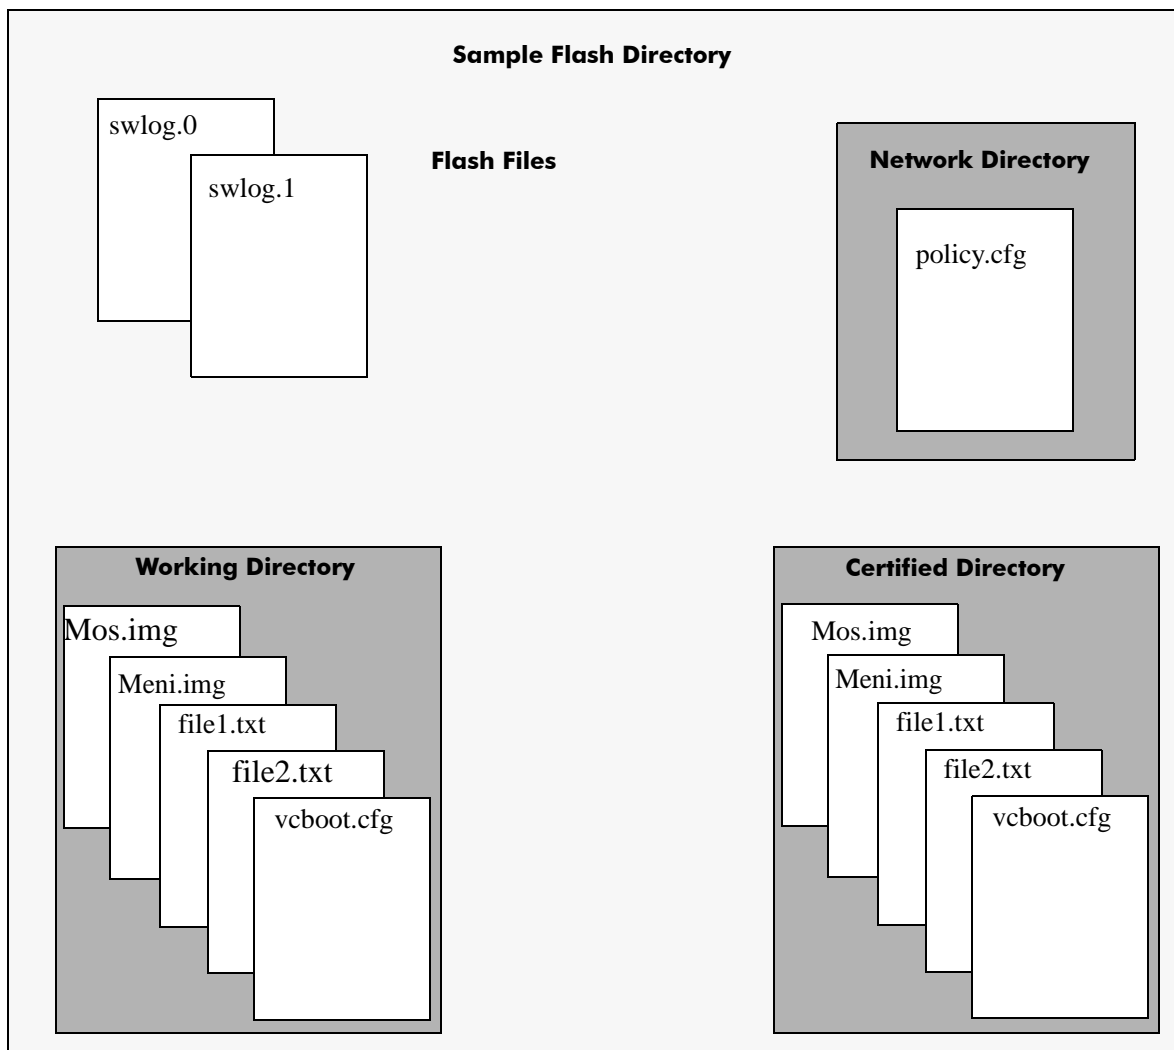 Sample Flash Directory
swlog.0
swlog.1
Flash Files
Network Directory
policy.cfg
Working Directory
Mos.img
Meni.img
file1.txt
file2.txt
vcboot.cfg
Certified Directory
Mos.img
Meni.img
file1.txt
file2.txt
vcboot.cfg